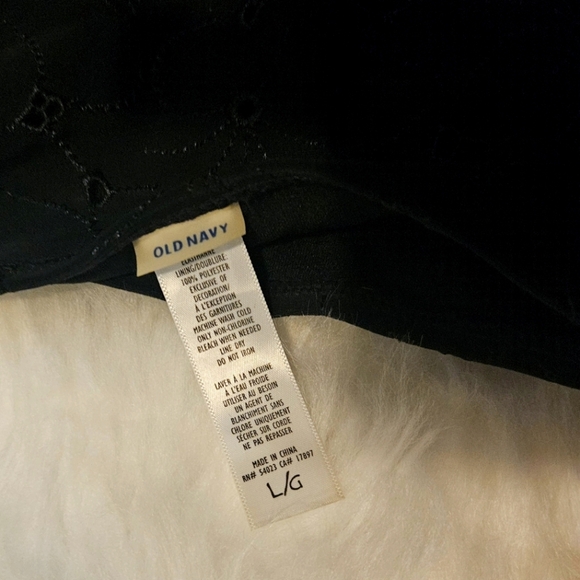 OLD NAVY
LINING/DOUBLURE:
100% POLYESTER
EXCLUSIVE OF
DECORATION/
À L'EXCEPTION
DES GARNITURES
MACHINE WASH COLD
ONLY NON-CHLORINE
BLEACH WHEN NEEDED
LINE DRY
DO NOT IRON
LAVER À LA MACHINE
À L'EAU FROIDE
UTILISER AU BESOIN
UN AGENT DE
BLANCHIMENT SANS
CHLORE UNIQUEMENT
SÉCHER SUR CORDE
NE PAS REPASSER
MADE IN CHINA
RN# 54023 CA# 17897
L/G